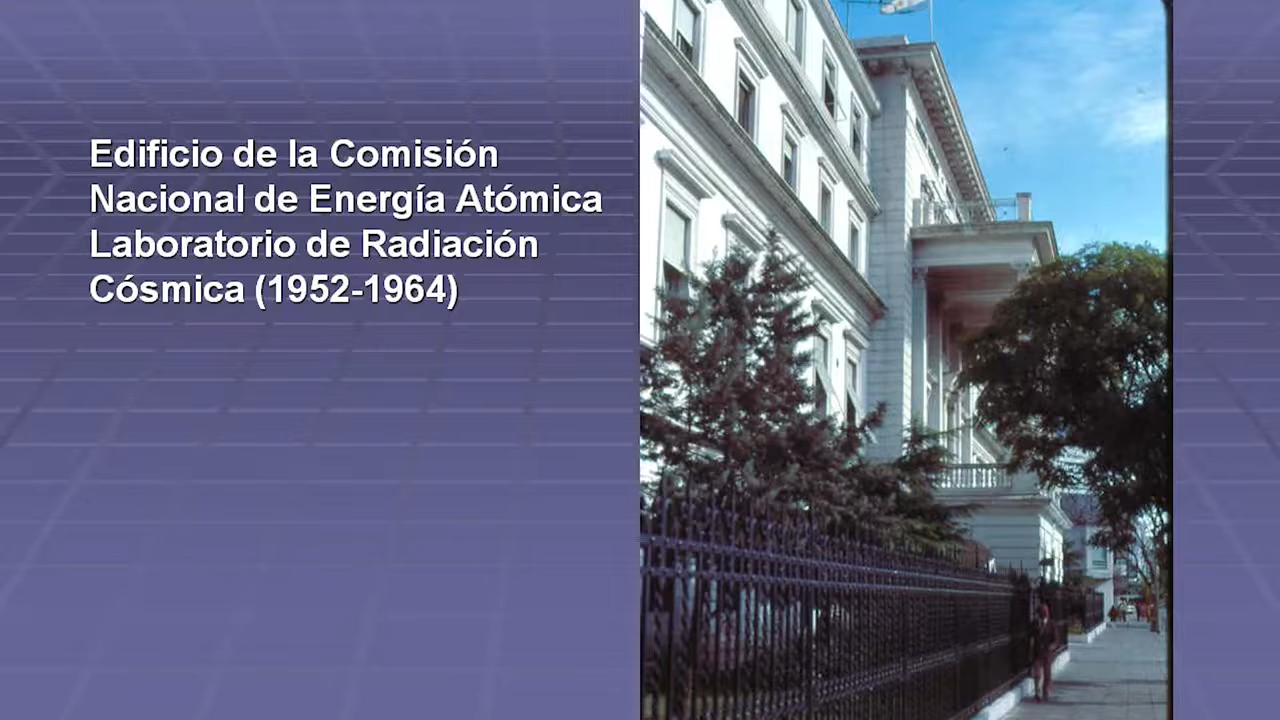 Edificio de la Comisión
Nacional de Energía Atómica
Laboratorio de Radiación
Cósmica (1952-1964)